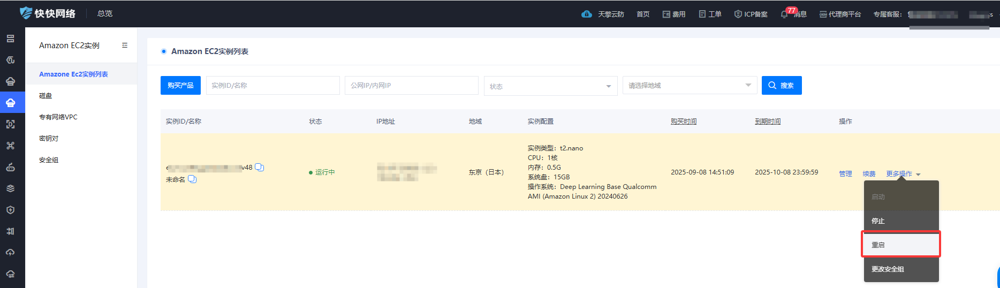 快快网络
总览
天擎云防
首页
费用
工单
ICP备案
77
消息
代理商平台
专属客服：
Amazon EC2实例
Amazone Ec2实例列表
磁盘
专有网络VPC
密钥对
安全组
Amazon EC2实例列表
购买产品
实例ID/名称
公网IP/内网IP
状态
请选择地域
搜索
实例ID/名称
状态
IP地址
地域
实例配置
购买时间
到期时间
操作
v48
未命名
运行中
东京（日本）
实例类型：t2.nano
CPU：1核
内存：0.5G
系统盘：15GB
操作系统：Deep Learning Base Qualcomm
AMI (Amazon Linux 2) 20240626
2025-09-08 14:51:09
2025-10-08 23:59:59
管理
续费
更多操作
启动
停止
重启
更改安全组